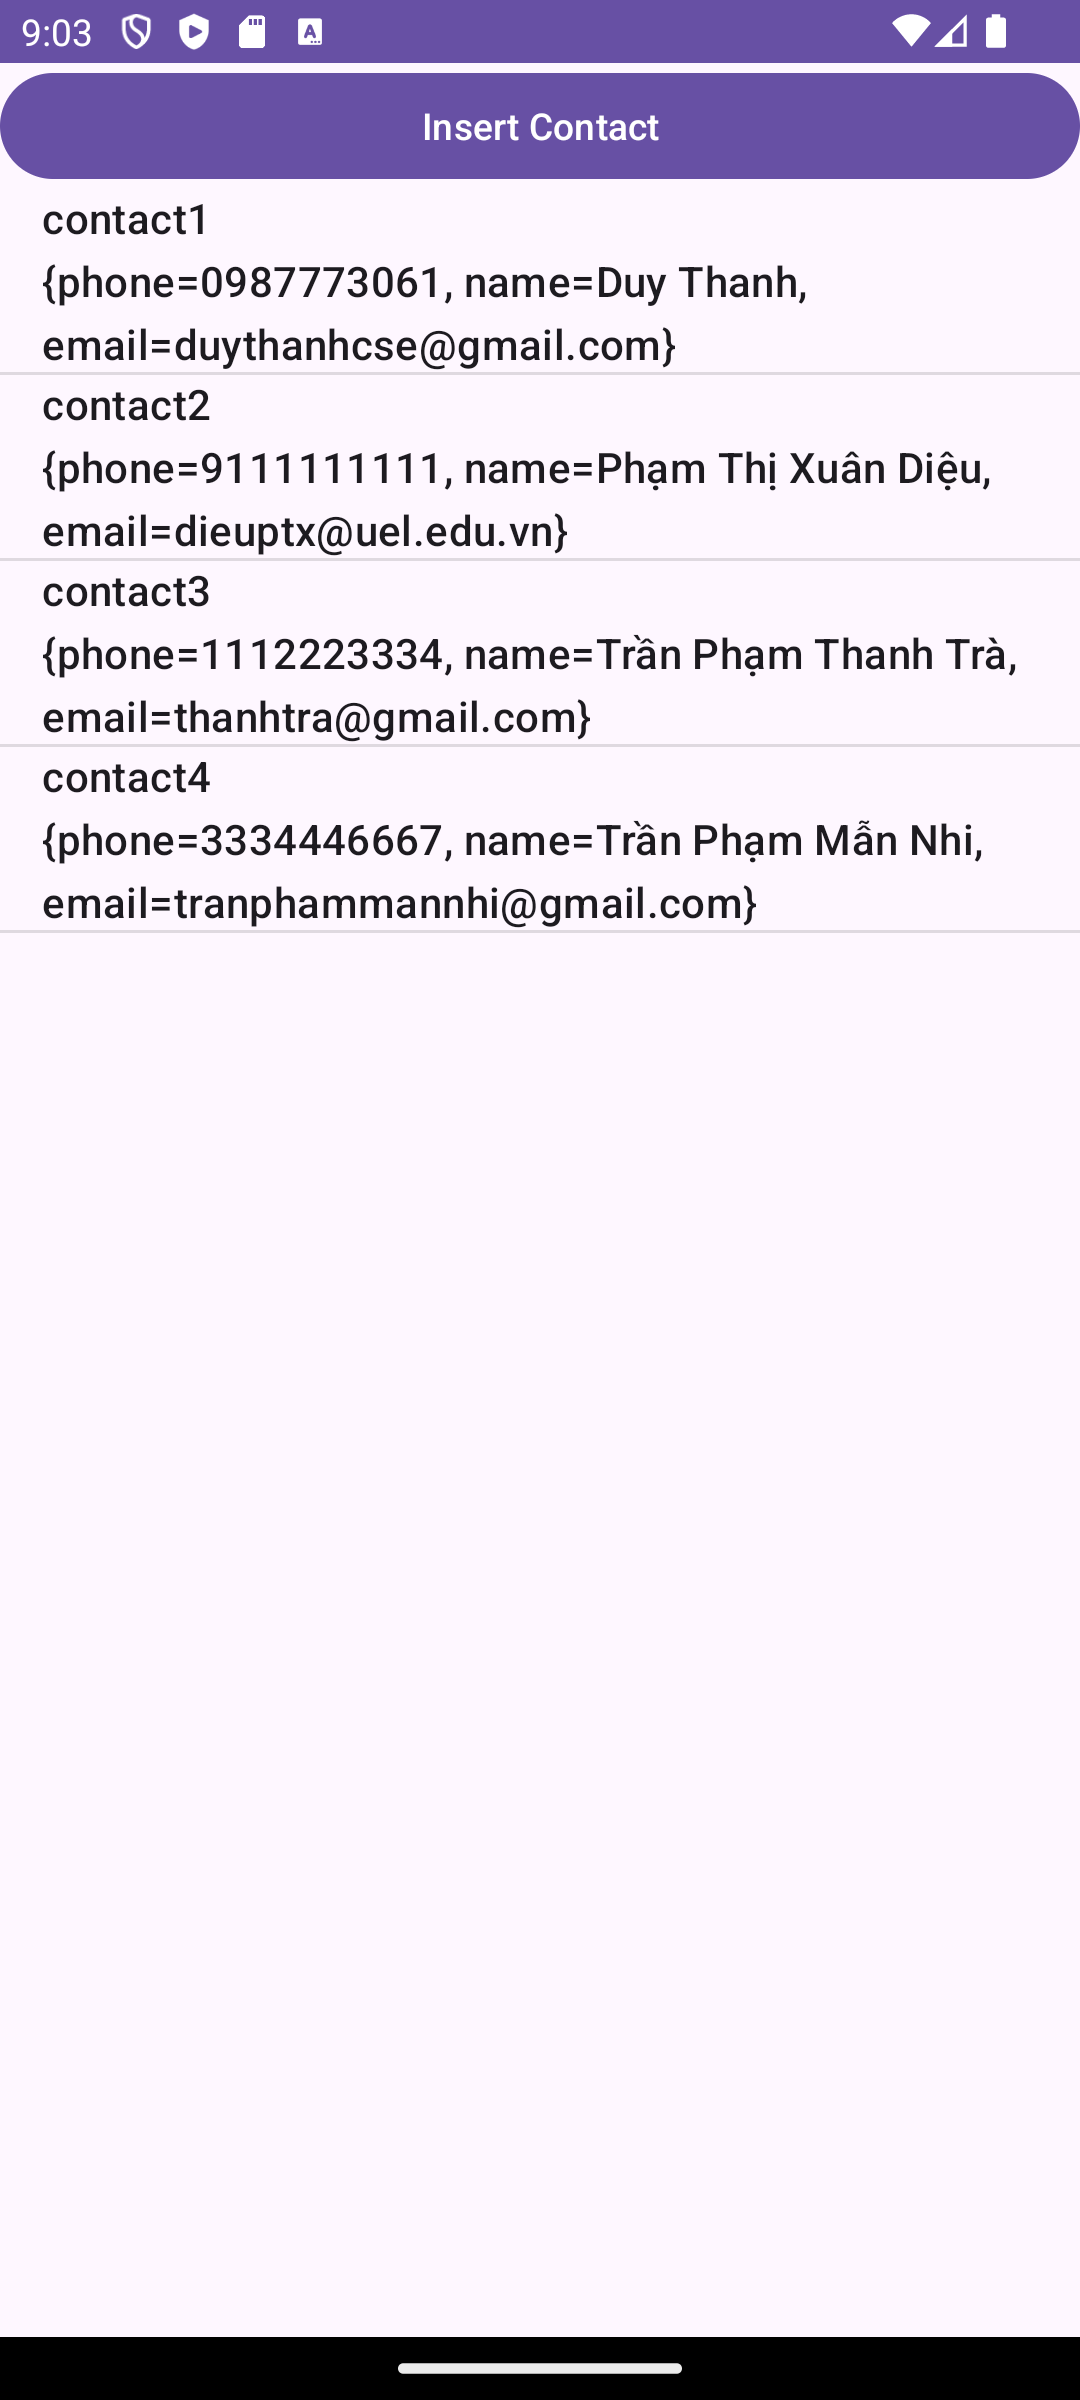 9:03
Insert Contact
contact1
{phone=0987773061, name=Duy Thanh,
email=duythanhcse@gmail.com}
contact2
{phone=9111111111, name=Phạm Thị Xuân Diệu,
email=dieuptx@uel.edu.vn}
contact3
{phone=1112223334, name=Trần Phạm Thanh Trà,
email=thanhtra@gmail.com}
contact4
{phone=3334446667, name=Trần Phạm Mẫn Nhi,
email=tranphammannhi@gmail.com}